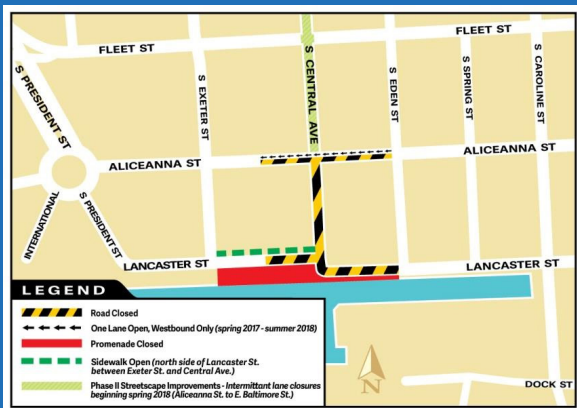 FLEET ST
FLEET ST
S PRESIDENT ST
S EXETER ST
S CENTRAL AVE
S EDEN ST
S SPRING ST
S CAROLINE ST
ALICEANNA ST
ALICEANNA ST
INTERNATIONAL
S PRESIDENT ST
LANCASTER ST
LANCASTER ST
LEGEND
Road Closed
One Lane Open, Westbound Only (spring 2017 - summer 2018)
Promenade Closed
Sidewalk Open (north side of Lancaster St.
between Exeter St. and Central Ave.)
Phase II Streetscape Improvements - Intermittant lane closures
beginning spring 2018 (Aliceanna St. to E. Baltimore St.)
N
DOCK ST